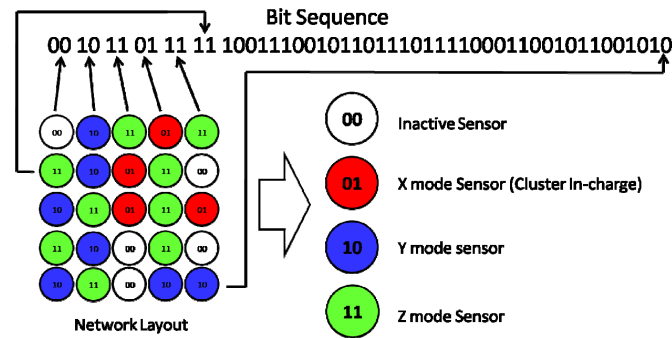 Bit Sequence
00 10 11 01 11 11 10011100101101110111100011001011001010
00 10 11 01 11
11 10 01 11 00
10 11 01 11 01
11 10 00 11 00
10 11 00 10 10
Network Layout
00 Inactive Sensor
01 X mode Sensor (Cluster In-charge)
10 Y mode sensor
11 Z mode Sensor